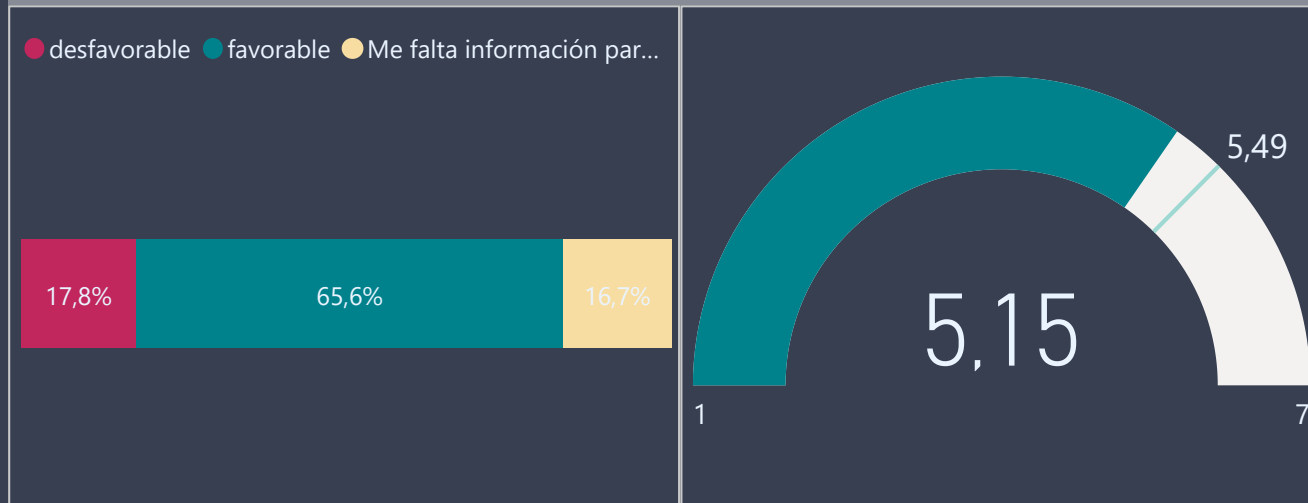 desfavorable favorable Me falta información par...
17,8% 65,6% 16,7%
5,49
5,15
1 7